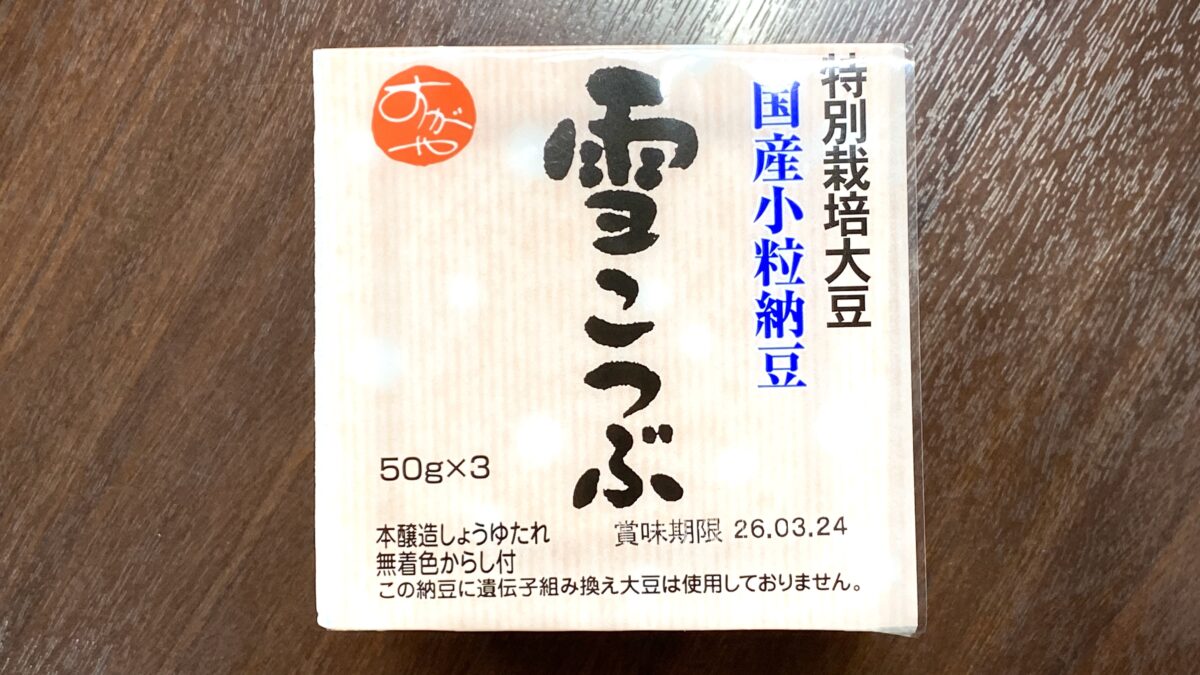 特別栽培大豆
国産小粒納豆
雪こつぶ
すがや
50g×3
本醸造しょうゆたれ
無着色からし付
賞味期限 26.03.24
この納豆に遺伝子組み換え大豆は使用しておりません。